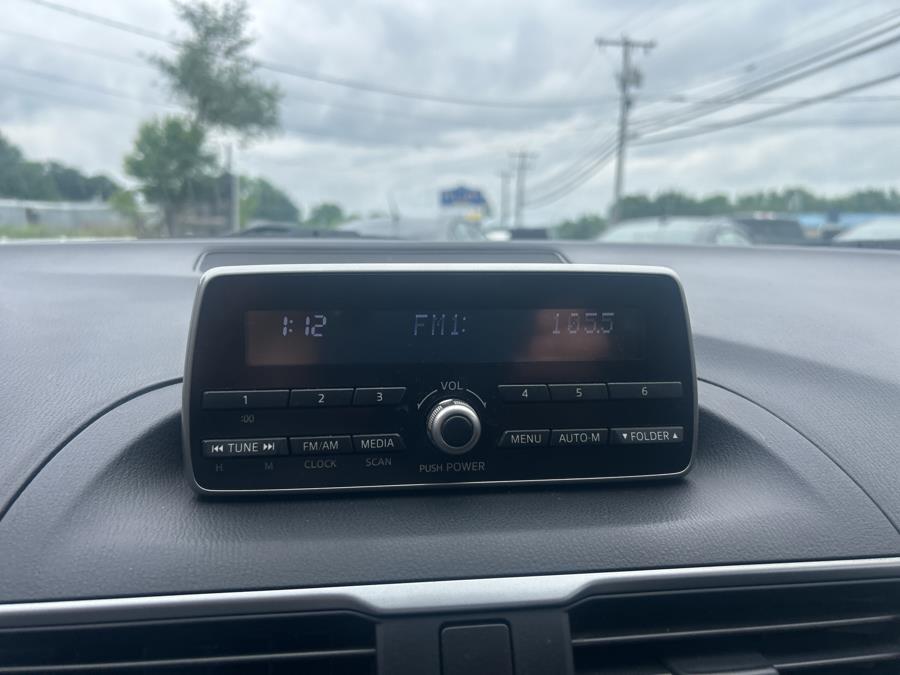 1:12 FM1: 105.5
VOL
1 2 3 4 5 6
:00
⏮ TUNE ⏭ FM/AM MEDIA MENU AUTO-M ▼ FOLDER ▲
H M CLOCK SCAN PUSH POWER